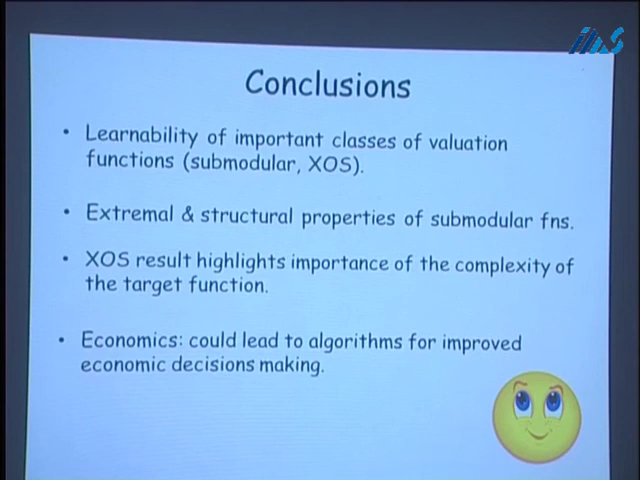 ims
Conclusions
• Learnability of important classes of valuation
functions (submodular, XOS).
• Extremal & structural properties of submodular fns.
• XOS result highlights importance of the complexity of
the target function.
• Economics: could lead to algorithms for improved
economic decisions making.